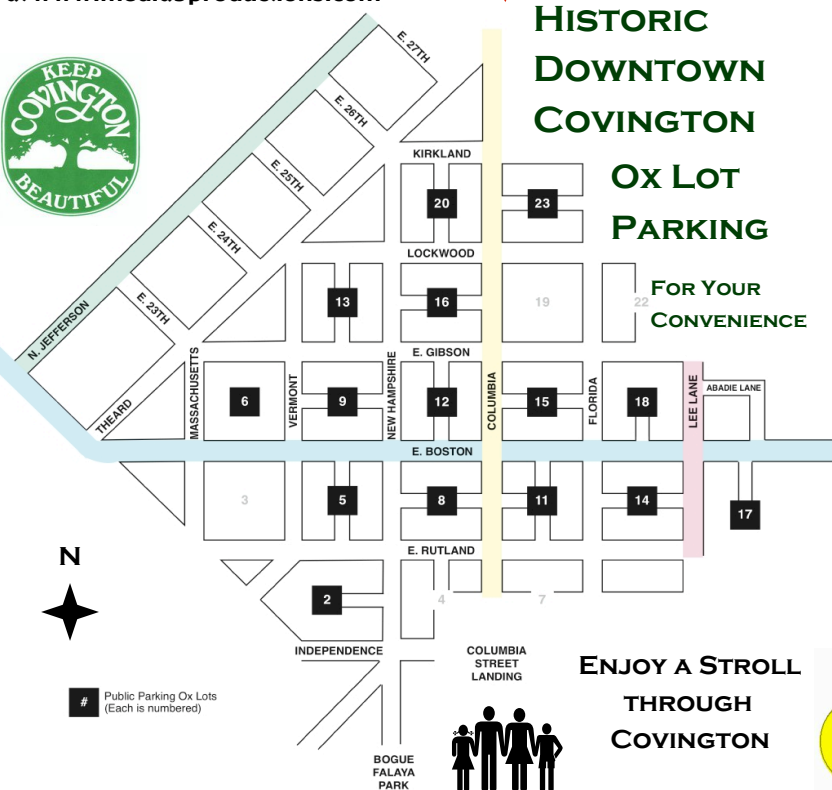 HISTORIC
DOWNTOWN
COVINGTON
OX LOT
PARKING
FOR YOUR
CONVENIENCE
KEEP
COVINGTON
BEAUTIFUL
E. 27TH
E. 26TH
E. 25TH
E. 24TH
E. 23TH
N. JEFFERSON
THEARD
KIRKLAND
20
23
LOCKWOOD
13
16
19
22
E. GIBSON
MASSACHUSETTS
VERMONT
NEW HAMPSHIRE
COLUMBIA
FLORIDA
LEE LANE
ABADIE LANE
6
9
12
15
18
E. BOSTON
3
5
8
11
14
17
E. RUTLAND
2
4
7
INDEPENDENCE
COLUMBIA
STREET
LANDING
N
# Public Parking Ox Lots
(Each is numbered)
BOGUE
FALAYA
PARK
ENJOY A STROLL
THROUGH
COVINGTON